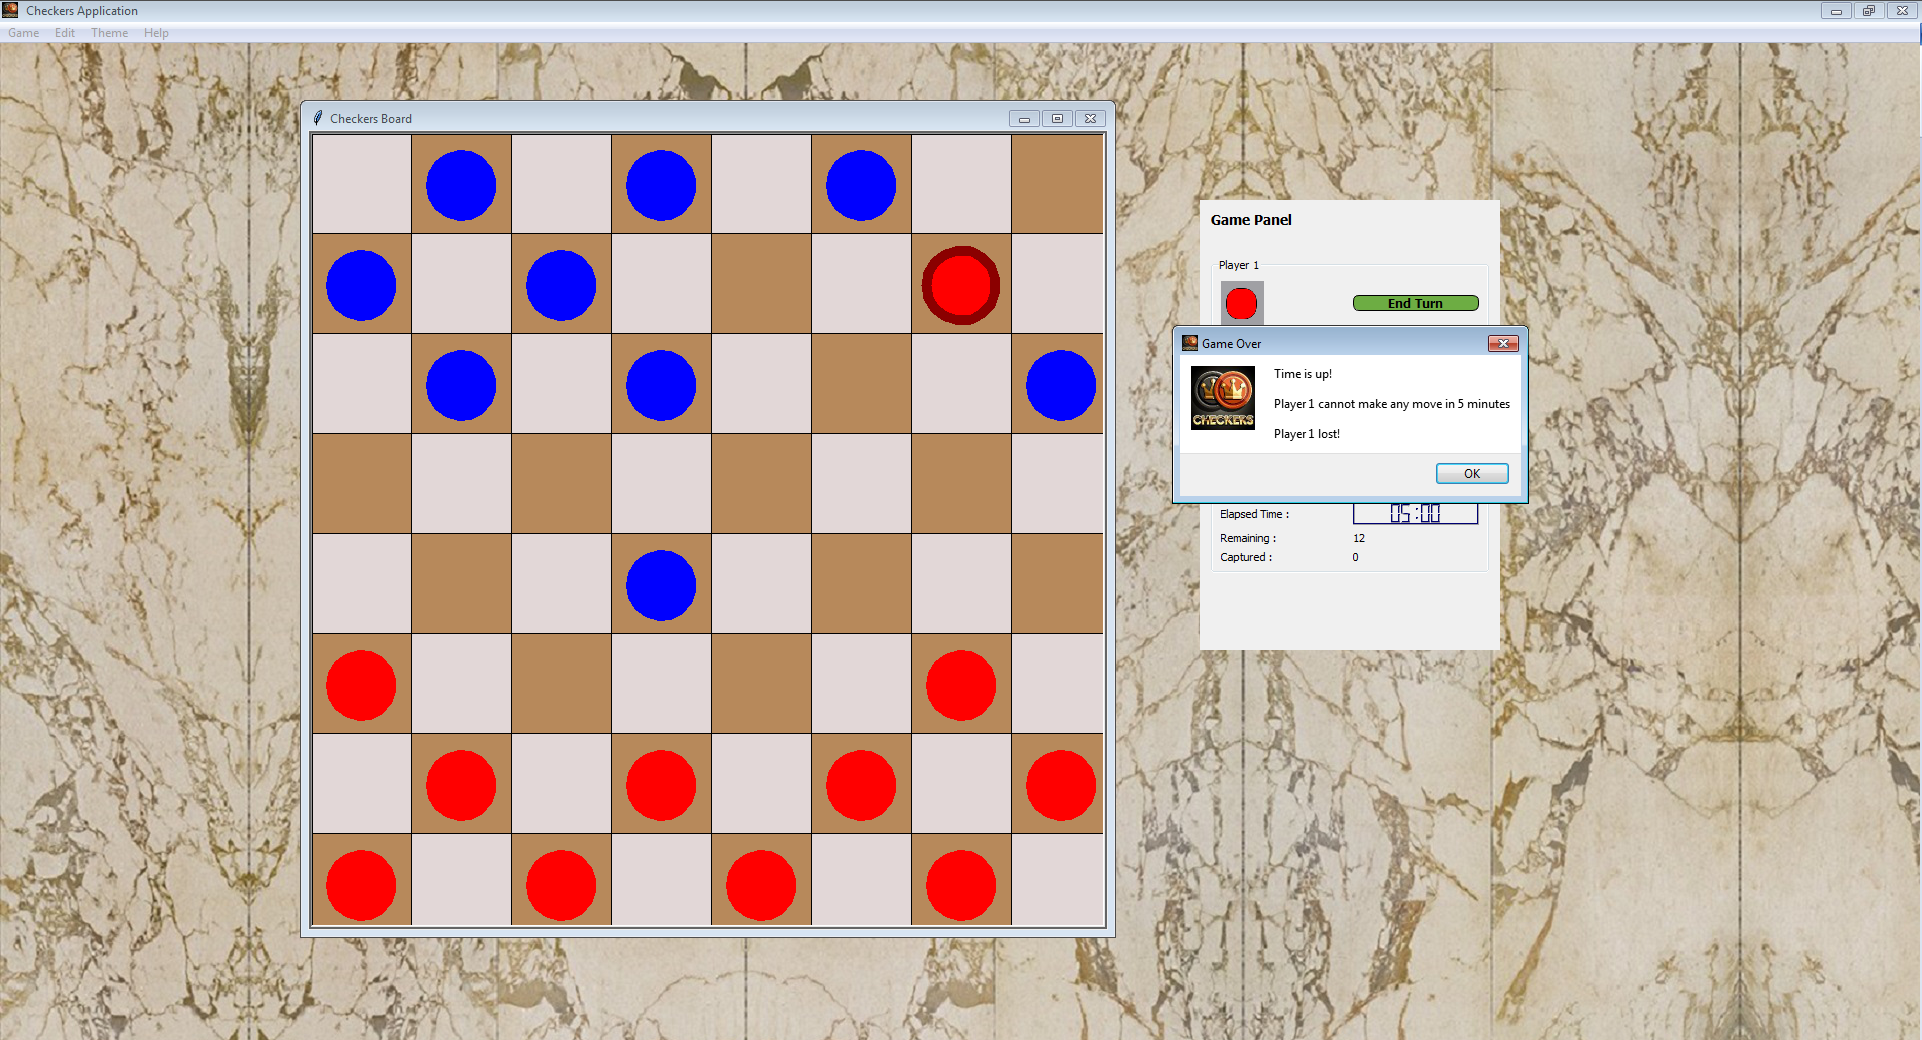 Checkers Application
Game Edit Theme Help
Checkers Board
Game Panel
Player 1
End Turn
Game Over
Time is up!
Player 1 cannot make any move in 5 minutes
CHECKERS
Player 1 lost!
OK
Elapsed Time : 05:00
Remaining : 12
Captured : 0